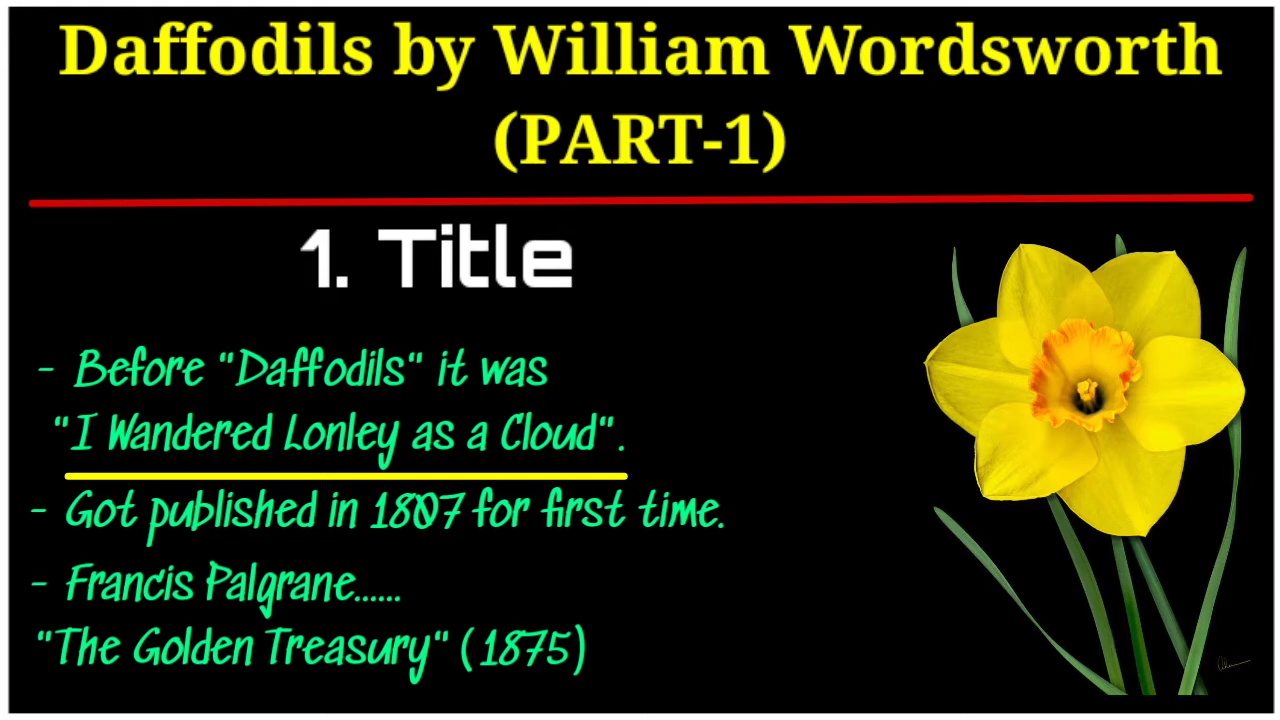 Daffodils by William Wordsworth
(PART-1)
1. Title
- Before "Daffodils" it was
"I Wandered Lonley as a Cloud".
- Got published in 1807 for first time.
- Francis Palgrane......
"The Golden Treasury" (1875)